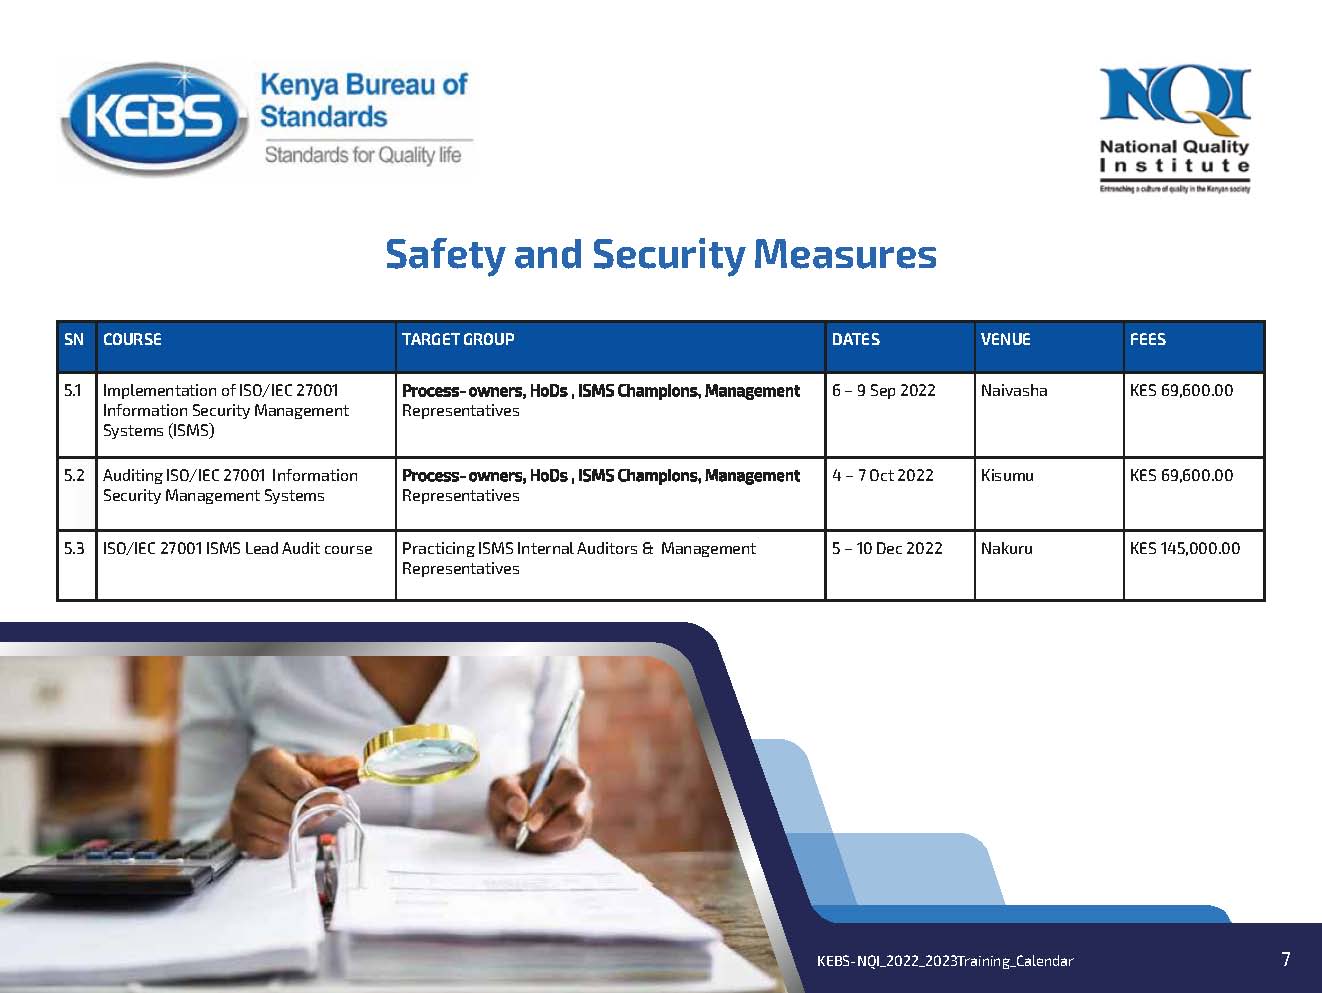 KEBS
Kenya Bureau of
Standards
Standards for Quality life
NQI
National Quality
Institute
Entrenching a culture of quality in the Kenyan society
Safety and Security Measures
SN COURSE TARGET GROUP DATES VENUE FEES
5.1 Implementation of ISO/IEC 27001 Process- owners, HoDs , ISMS Champions, Management 6 – 9 Sep 2022 Naivasha KES 69,600.00
Information Security Management Representatives
Systems (ISMS)
5.2 Auditing ISO/IEC 27001 Information Process- owners, HoDs , ISMS Champions, Management 4 – 7 Oct 2022 Kisumu KES 69,600.00
Security Management Systems Representatives
5.3 ISO/IEC 27001 ISMS Lead Audit course Practicing ISMS Internal Auditors & Management 5 – 10 Dec 2022 Nakuru KES 145,000.00
Representatives
KEBS-NQI_2022_2023Training_Calendar 7